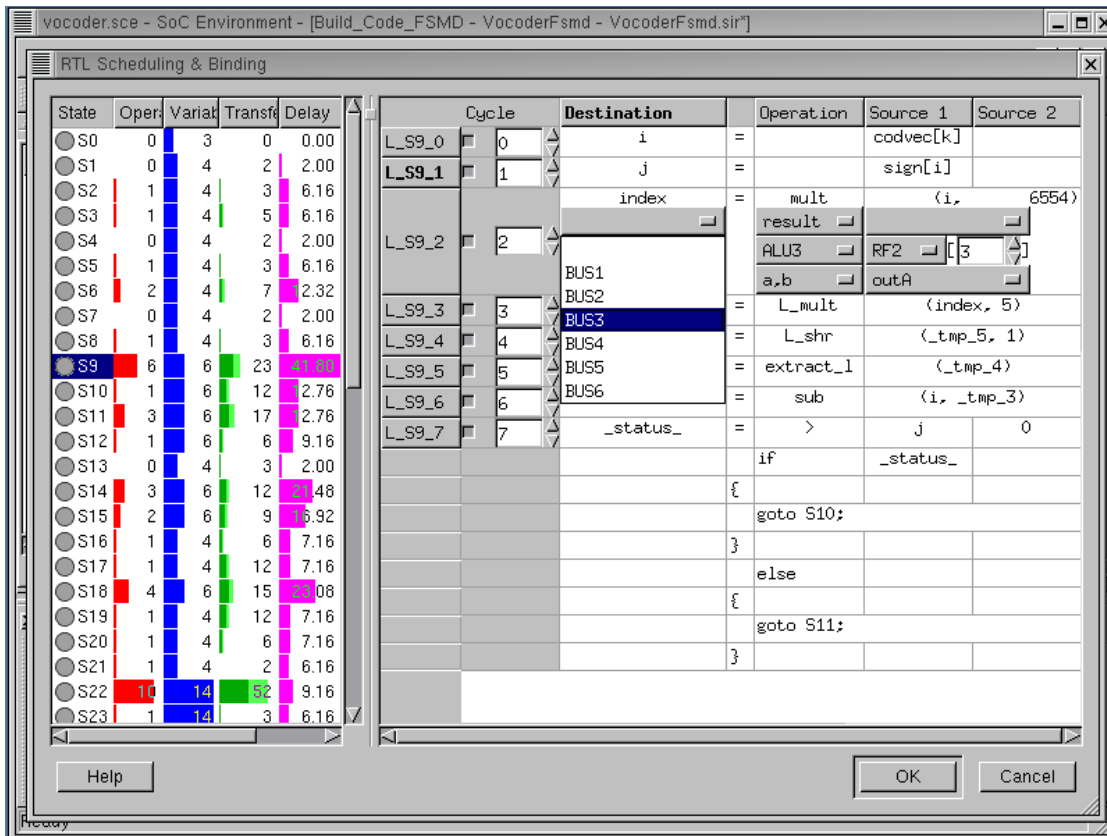 vocoder.sce - SoC Environment - [Build_Code_FSMD - VocoderFsmd - VocoderFsmd.sir*]
RTL Scheduling & Binding
State Oper Variab Transfe Delay
S0 0 3 0 0.00
S1 0 4 2 2.00
S2 1 4 3 6.16
S3 1 4 5 6.16
S4 0 4 2 2.00
S5 1 4 3 6.16
S6 2 4 7 12.32
S7 0 4 2 2.00
S8 1 4 3 6.16
S9 6 6 23 41.80
S10 1 6 12 12.76
S11 3 6 17 12.76
S12 1 6 6 9.16
S13 0 4 3 2.00
S14 3 6 12 21.48
S15 2 6 9 16.92
S16 1 4 6 7.16
S17 1 4 12 7.16
S18 4 6 15 23.08
S19 1 4 12 7.16
S20 1 4 6 7.16
S21 1 4 2 6.16
S22 10 14 52 9.16
S23 1 14 3 6.16
Cycle Destination Operation Source 1 Source 2
L_S9_0 0 i = codvec[k]
L_S9_1 1 j = sign[i]
index = mult (i, 6554)
result
L_S9_2 2 ALU3 RF2 [3]
a,b outA
BUS1
BUS2
BUS3
BUS4
BUS5
BUS6
L_S9_3 3 = L_mult (index, 5)
L_S9_4 4 = L_shr (_tmp_5, 1)
L_S9_5 5 = extract_l (_tmp_4)
L_S9_6 6 = sub (i, _tmp_3)
L_S9_7 7 _status_ = > j 0
if _status_
{
goto S10;
}
else
{
goto S11;
}
Help OK Cancel
Ready